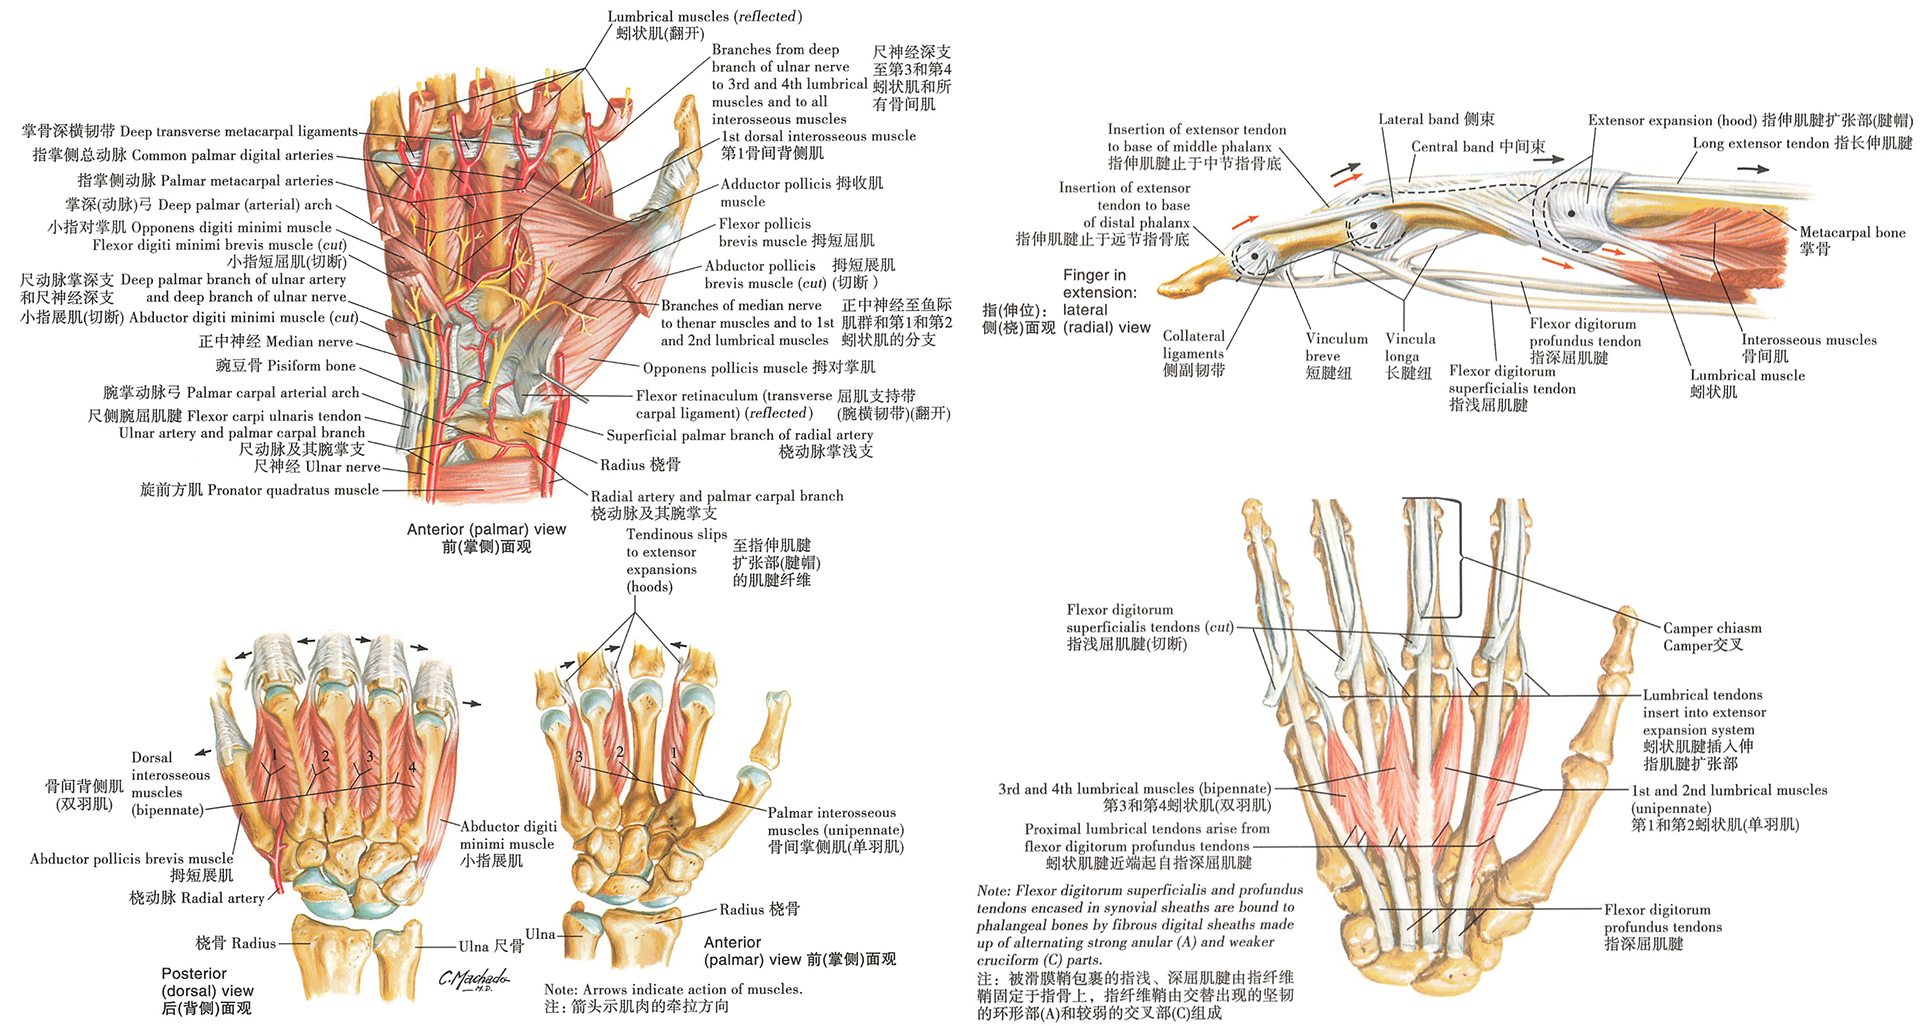 Lumbrical muscles (reflected)
蚓状肌(翻开)
Branches from deep
branch of ulnar nerve
to 3rd and 4th lumbrical
muscles and to all
interosseous muscles
尺神经深支
至第3和第4
蚓状肌和所
有骨间肌
1st dorsal interosseous muscle
第1骨间背侧肌
Adductor pollicis 拇收肌
muscle
Flexor pollicis
brevis muscle 拇短屈肌
Abductor pollicis 拇短展肌
brevis muscle (cut) (切断)
Branches of median nerve
to thenar muscles and to 1st
and 2nd lumbrical muscles
正中神经至鱼际
肌群和第1和第2
蚓状肌的分支
Opponens pollicis muscle 拇对掌肌
Flexor retinaculum (transverse 屈肌支持带
carpal ligament) (reflected) (腕横韧带)(翻开)
Superficial palmar branch of radial artery
桡动脉掌浅支
Radius 桡骨
Radial artery and palmar carpal branch
桡动脉及其腕掌支
掌骨深横韧带 Deep transverse metacarpal ligaments
指掌侧总动脉 Common palmar digital arteries
指掌侧动脉 Palmar metacarpal arteries
掌深(动脉)弓 Deep palmar (arterial) arch
小指对掌肌 Opponens digiti minimi muscle
Flexor digiti minimi brevis muscle (cut)
小指短屈肌(切断)
尺动脉掌深支 Deep palmar branch of ulnar artery
和尺神经深支 and deep branch of ulnar nerve
小指展肌(切断) Abductor digiti minimi muscle (cut)
正中神经 Median nerve
豌豆骨 Pisiform bone
腕掌动脉弓 Palmar carpal arterial arch
尺侧腕屈肌腱 Flexor carpi ulnaris tendon
Ulnar artery and palmar carpal branch
尺动脉及其腕掌支
尺神经 Ulnar nerve
旋前方肌 Pronator quadratus muscle
Anterior (palmar) view
前(掌侧)面观
Insertion of extensor tendon
to base of middle phalanx
指伸肌腱止于中节指骨底
Insertion of extensor
tendon to base
of distal phalanx
指伸肌腱止于远节指骨底
Lateral band 侧束
Central band 中间束
Extensor expansion (hood) 指伸肌腱扩张部(腱帽)
Long extensor tendon 指长伸肌腱
Metacarpal bone
掌骨
Interosseous muscles
骨间肌
Lumbrical muscle
蚓状肌
Flexor digitorum
profundus tendon
指深屈肌腱
Flexor digitorum
superficialis tendon
指浅屈肌腱
Vincula
longa
长腱纽
Vinculum
breve
短腱纽
Collateral
ligaments
侧副韧带
Finger in
extension:
lateral
(radial) view
指(伸位):
侧(桡)面观
Tendinous slips
to extensor
expansions
(hoods)
至指伸肌腱
扩张部(腱帽)
的肌腱纤维
1
2
3
4
Dorsal
interosseous
muscles
(bipennate)
骨间背侧肌
(双羽肌)
Abductor pollicis brevis muscle
拇短展肌
桡动脉 Radial artery
Abductor digiti
minimi muscle
小指展肌
桡骨 Radius
Ulna 尺骨
Posterior
(dorsal) view
后(背侧)面观
C.Machado
M.D.
3
2
1
Palmar interosseous
muscles (unipennate)
骨间掌侧肌(单羽肌)
Radius 桡骨
Ulna
Anterior
(palmar) view 前(掌侧)面观
Note: Arrows indicate action of muscles.
注: 箭头示肌肉的牵拉方向
Flexor digitorum
superficialis tendons (cut)
指浅屈肌腱(切断)
Camper chiasm
Camper交叉
Lumbrical tendons
insert into extensor
expansion system
蚓状肌腱插入伸
指肌腱扩张部
3rd and 4th lumbrical muscles (bipennate)
第3和第4蚓状肌(双羽肌)
1st and 2nd lumbrical muscles
(unipennate)
第1和第2蚓状肌(单羽肌)
Proximal lumbrical tendons arise from
flexor digitorum profundus tendons
蚓状肌腱近端起自指深屈肌腱
Flexor digitorum
profundus tendons
指深屈肌腱
Note: Flexor digitorum superficialis and profundus
tendons encased in synovial sheaths are bound to
phalangeal bones by fibrous digital sheaths made
up of alternating strong anular (A) and weaker
cruciform (C) parts.
注: 被滑膜鞘包裹的指浅、深屈肌腱由指纤维
鞘固定于指骨上，指纤维鞘由交替出现的坚韧
的环形部(A)和较弱的交叉部(C)组成